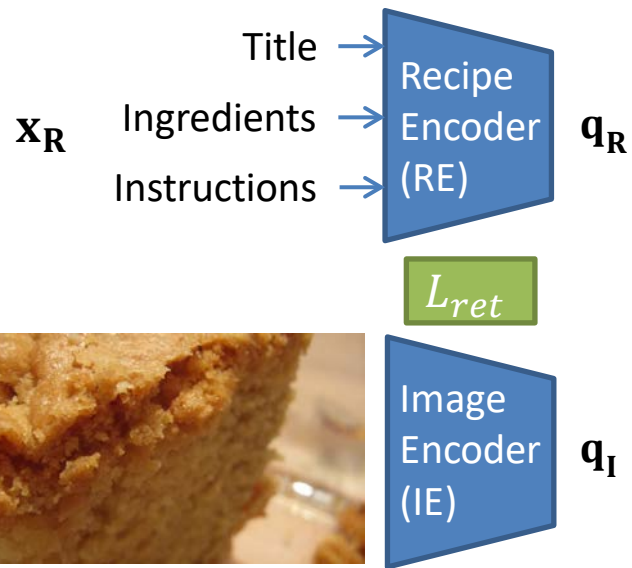 Title
Ingredients
Instructions
x_R
Recipe
Encoder
(RE)
q_R
L_ret
Image
Encoder
(IE)
q_I